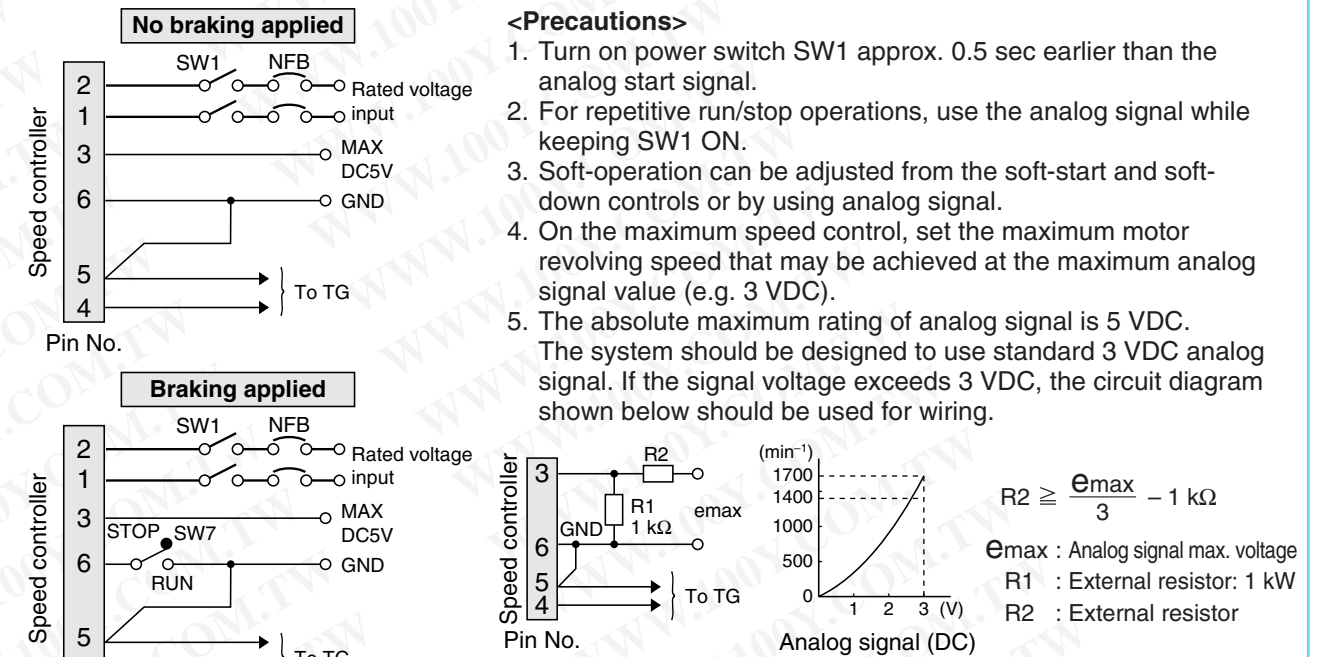 No braking applied
SW1
NFB
2
Rated voltage
1
input
3
MAX
DC5V
6
GND
5
To TG
4
Speed controller
Pin No.
Braking applied
SW1
NFB
2
Rated voltage
1
input
3
MAX
DC5V
STOP
SW7
6
GND
RUN
5
To TG
Speed controller
<Precautions>
1. Turn on power switch SW1 approx. 0.5 sec earlier than the
analog start signal.
2. For repetitive run/stop operations, use the analog signal while
keeping SW1 ON.
3. Soft-operation can be adjusted from the soft-start and soft-
down controls or by using analog signal.
4. On the maximum speed control, set the maximum motor
revolving speed that may be achieved at the maximum analog
signal value (e.g. 3 VDC).
5. The absolute maximum rating of analog signal is 5 VDC.
The system should be designed to use standard 3 VDC analog
signal. If the signal voltage exceeds 3 VDC, the circuit diagram
shown below should be used for wiring.
Speed controller
3
R2
R1
1 kΩ
emax
GND
6
5
4
To TG
Pin No.
(min⁻¹)
1700
1400
1000
500
0
1 2 3 (V)
Analog signal (DC)
R2 ≧ emax/3 – 1 kΩ
emax : Analog signal max. voltage
R1 : External resistor: 1 kW
R2 : External resistor
WWW.100Y.COM.TW